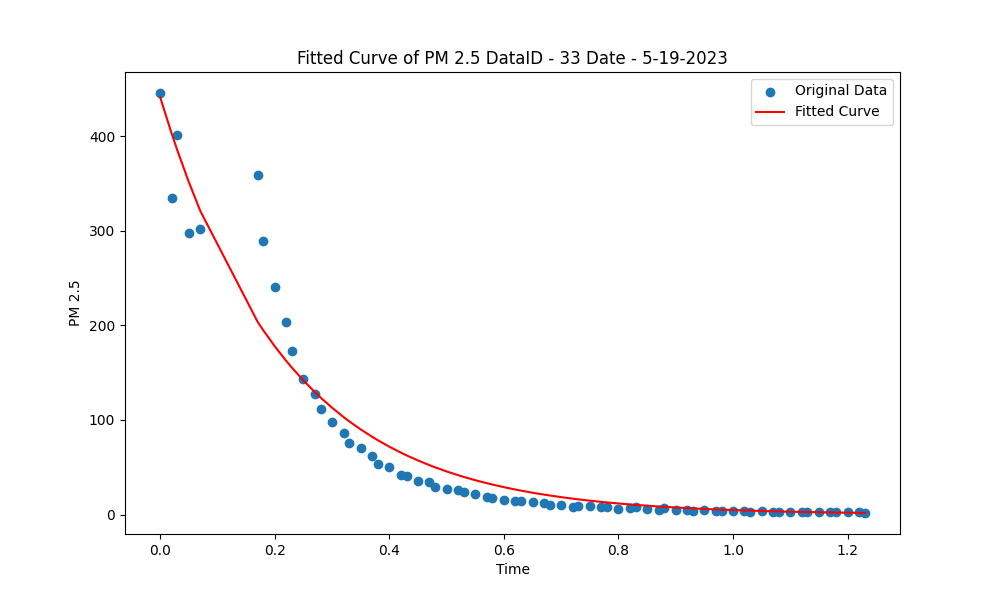 Fitted Curve of PM 2.5 DataID - 33 Date - 5-19-2023
Original Data
Fitted Curve
400
300
200
100
0
PM 2.5
0.0 0.2 0.4 0.6 0.8 1.0 1.2
Time